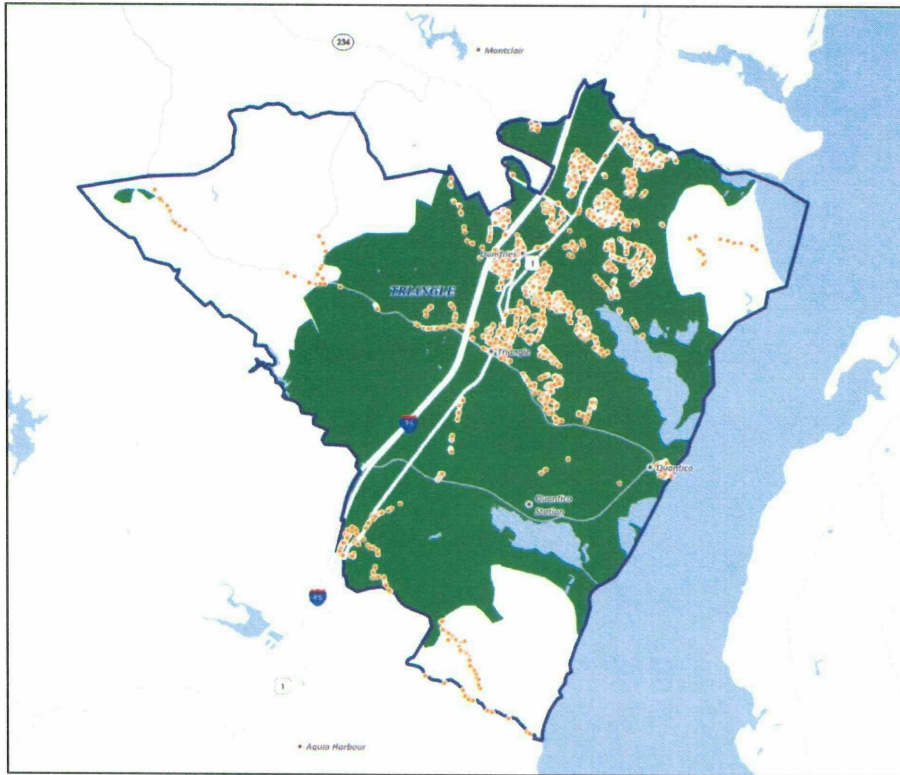 234
Montclair
Dumfries
1
TRIANGLE
Triangle
95
Quantico
Quantico
Station
95
1
Aquia Harbour